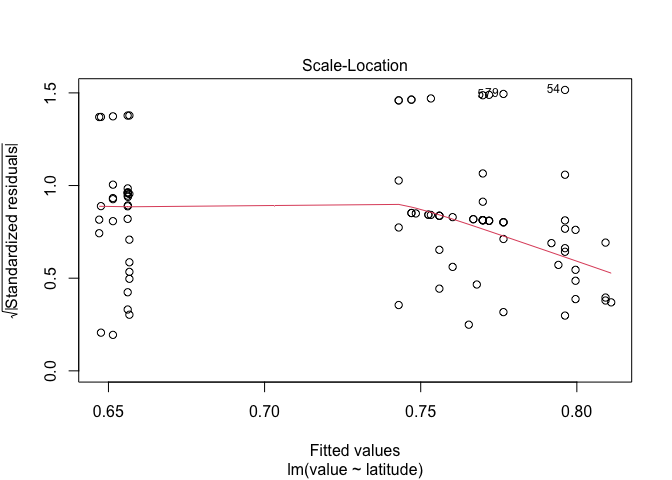 Scale-Location
√|Standardized residuals|
1.5
1.0
0.5
0.0
54
0.65
0.70
0.75
0.80
Fitted values
lm(value ~ latitude)